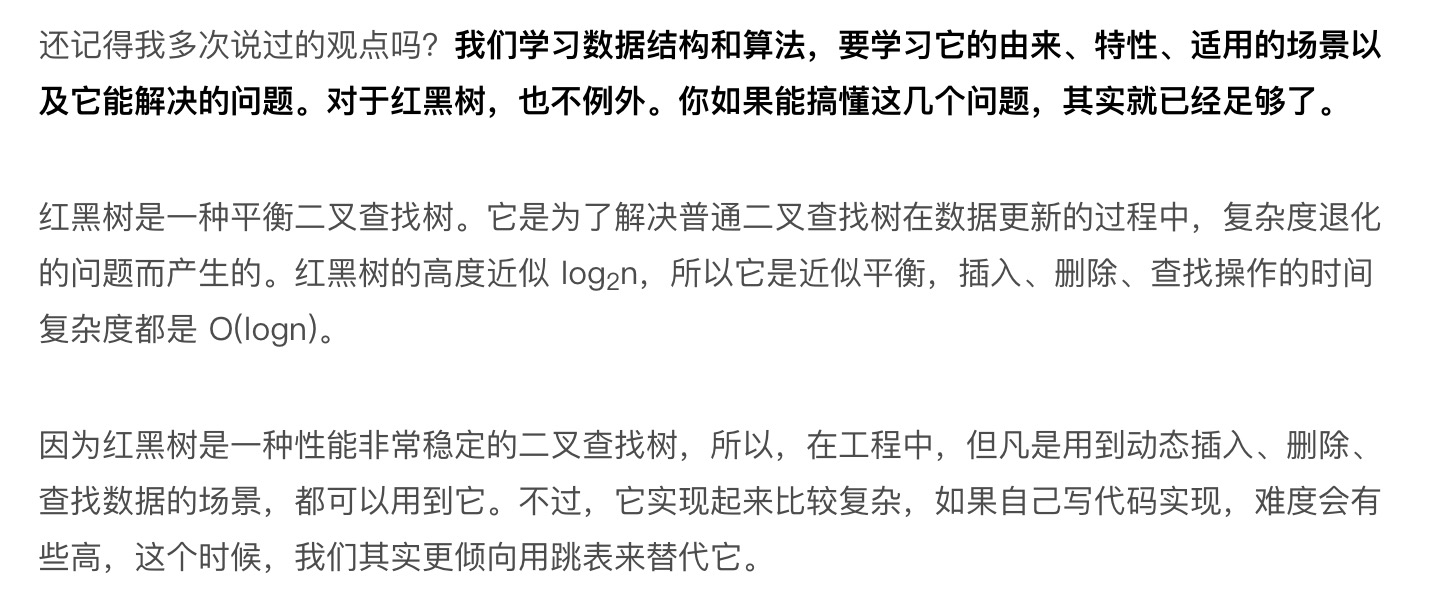 还记得我多次说过的观点吗？我们学习数据结构和算法，要学习它的由来、特性、适用的场景以
及它能解决的问题。对于红黑树，也不例外。你如果能搞懂这几个问题，其实就已经足够了。
红黑树是一种平衡二叉查找树。它是为了解决普通二叉查找树在数据更新的过程中，复杂度退化
的问题而产生的。红黑树的高度近似 log₂n，所以它是近似平衡，插入、删除、查找操作的时间
复杂度都是 O(logn)。
因为红黑树是一种性能非常稳定的二叉查找树，所以，在工程中，但凡是用到动态插入、删除、
查找数据的场景，都可以用到它。不过，它实现起来比较复杂，如果自己写代码实现，难度会有
些高，这个时候，我们其实更倾向用跳表来替代它。